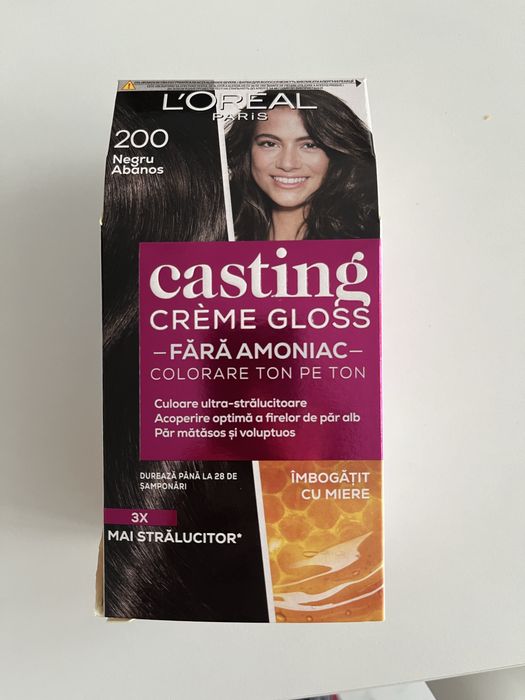 L'ORÉAL
PARIS
200
Negru
Abanos
casting
CRÈME GLOSS
–FĂRĂ AMONIAC–
COLORARE TON PE TON
Culoare ultra-strălucitoare
Acoperire optimă a firelor de păr alb
Păr mătăsos și voluptuos
DUREAZĂ PÂNĂ LA 28 DE
ȘAMPONĂRI
ÎMBOGĂȚIT
CU MIERE
3X
MAI STRĂLUCITOR*